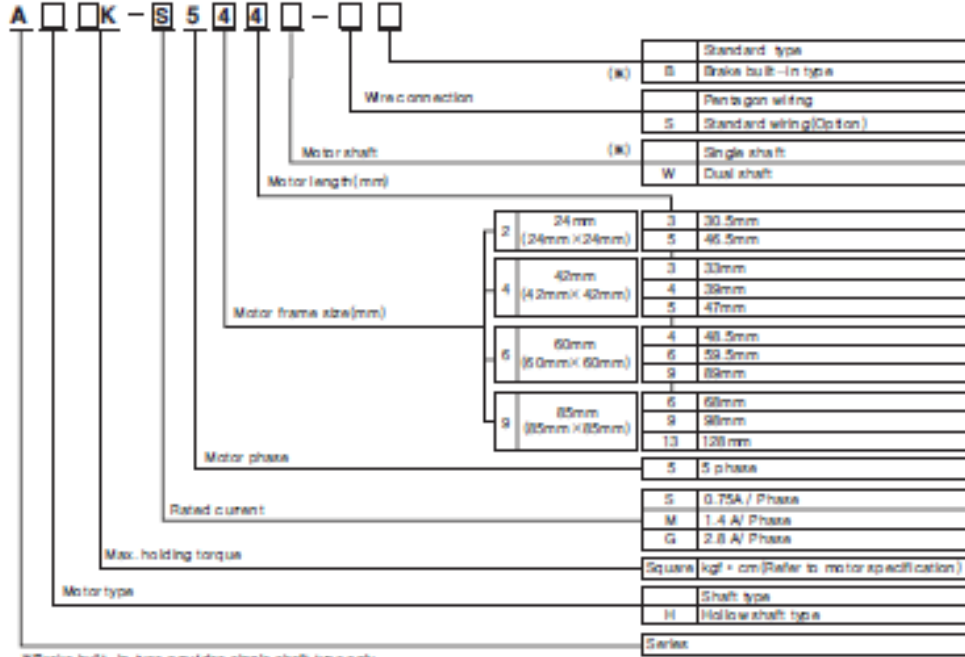 A □ □K - S 5 4 4 □ - □ □
Standard type
(※) B Brake built-in type
Wire connection
Pentagon wiring
S Standard wiring(Option)
Motor shaft
(※) Single shaft
W Dual shaft
Motor length(mm)
2 24mm (24mm×24mm)
3 30.5mm
5 46.5mm
4 42mm (42mm×42mm)
3 33mm
4 39mm
5 47mm
Motor frame size(mm)
6 60mm (60mm×60mm)
4 48.5mm
6 59.5mm
9 89mm
9 85mm (85mm×85mm)
6 68mm
9 98mm
13 128mm
Motor phase
5 5 phase
Rated current
S 0.75A / Phase
M 1.4 A/ Phase
G 2.8 A/ Phase
Max. holding torque
Square kgf・cm(Refer to motor specification)
Motor type
Shaft type
H Hollow shaft type
Series